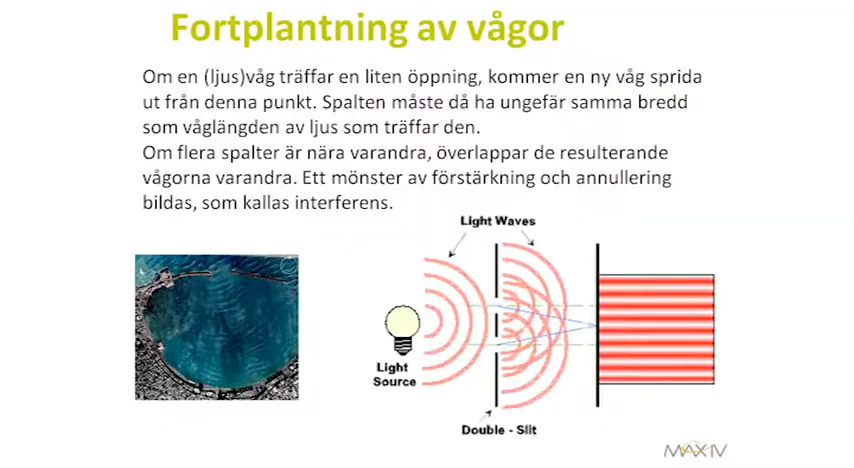 Fortplantning av vågor
Om en (ljus)våg träffar en liten öppning, kommer en ny våg sprida
ut från denna punkt. Spalten måste då ha ungefär samma bredd
som våglängden av ljus som träffar den.
Om flera spalter är nära varandra, överlappar de resulterande
vågorna varandra. Ett mönster av förstärkning och annullering
bildas, som kallas interferens.
Light Waves
Light
Source
Double - Slit
MAX IV